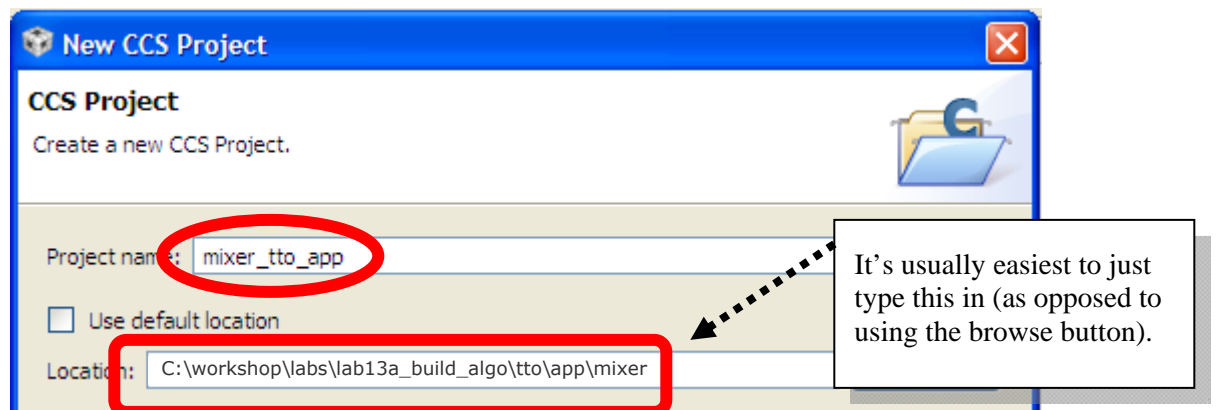 New CCS Project
CCS Project
Create a new CCS Project.
C
Project name: mixer_tto_app
Use default location
Location: C:\workshop\labs\lab13a_build_algo\tto\app\mixer
It’s usually easiest to just
type this in (as opposed to
using the browse button).